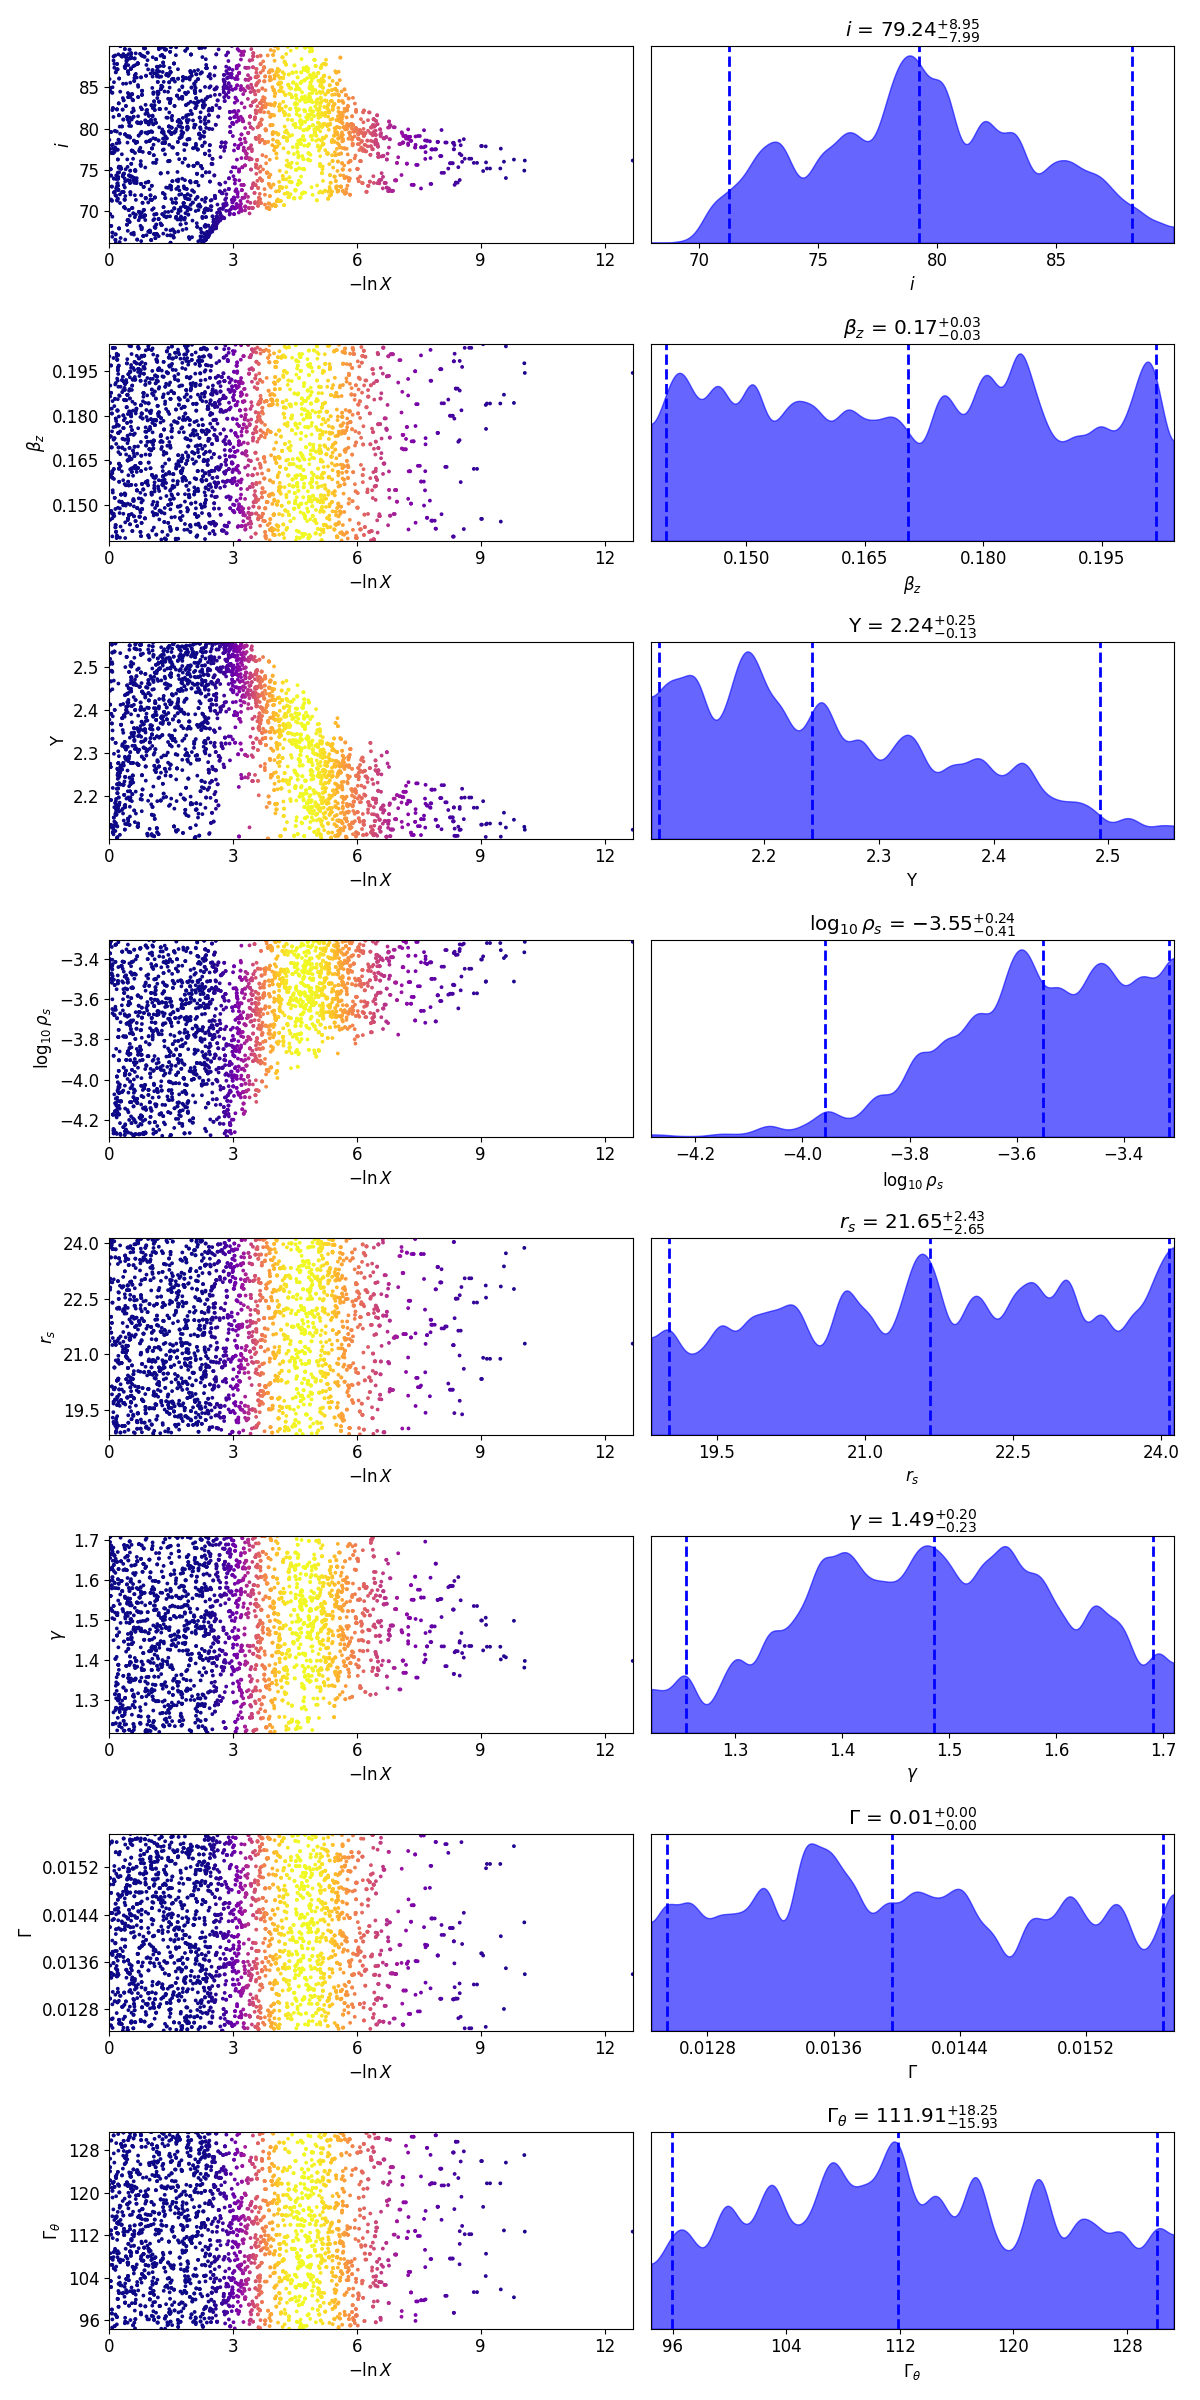 i = 79.24+8.95−7.99
85
80
75
70
i
0 3 6 9 12
−ln X
70 75 80 85
i
βz = 0.17+0.03−0.03
0.195
0.180
0.165
0.150
βz
0 3 6 9 12
−ln X
0.150 0.165 0.180 0.195
βz
Υ = 2.24+0.25−0.13
2.5
2.4
2.3
2.2
Υ
0 3 6 9 12
−ln X
2.2 2.3 2.4 2.5
Υ
log10 ρs = −3.55+0.24−0.41
−3.4
−3.6
−3.8
−4.0
−4.2
log10 ρs
0 3 6 9 12
−ln X
−4.2 −4.0 −3.8 −3.6 −3.4
log10 ρs
rs = 21.65+2.43−2.65
24.0
22.5
21.0
19.5
rs
0 3 6 9 12
−ln X
19.5 21.0 22.5 24.0
rs
γ = 1.49+0.20−0.23
1.7
1.6
1.5
1.4
1.3
γ
0 3 6 9 12
−ln X
1.3 1.4 1.5 1.6 1.7
γ
Γ = 0.01+0.00−0.00
0.0152
0.0144
0.0136
0.0128
Γ
0 3 6 9 12
−ln X
0.0128 0.0136 0.0144 0.0152
Γ
Γθ = 111.91+18.25−15.93
128
120
112
104
96
Γθ
0 3 6 9 12
−ln X
96 104 112 120 128
Γθ